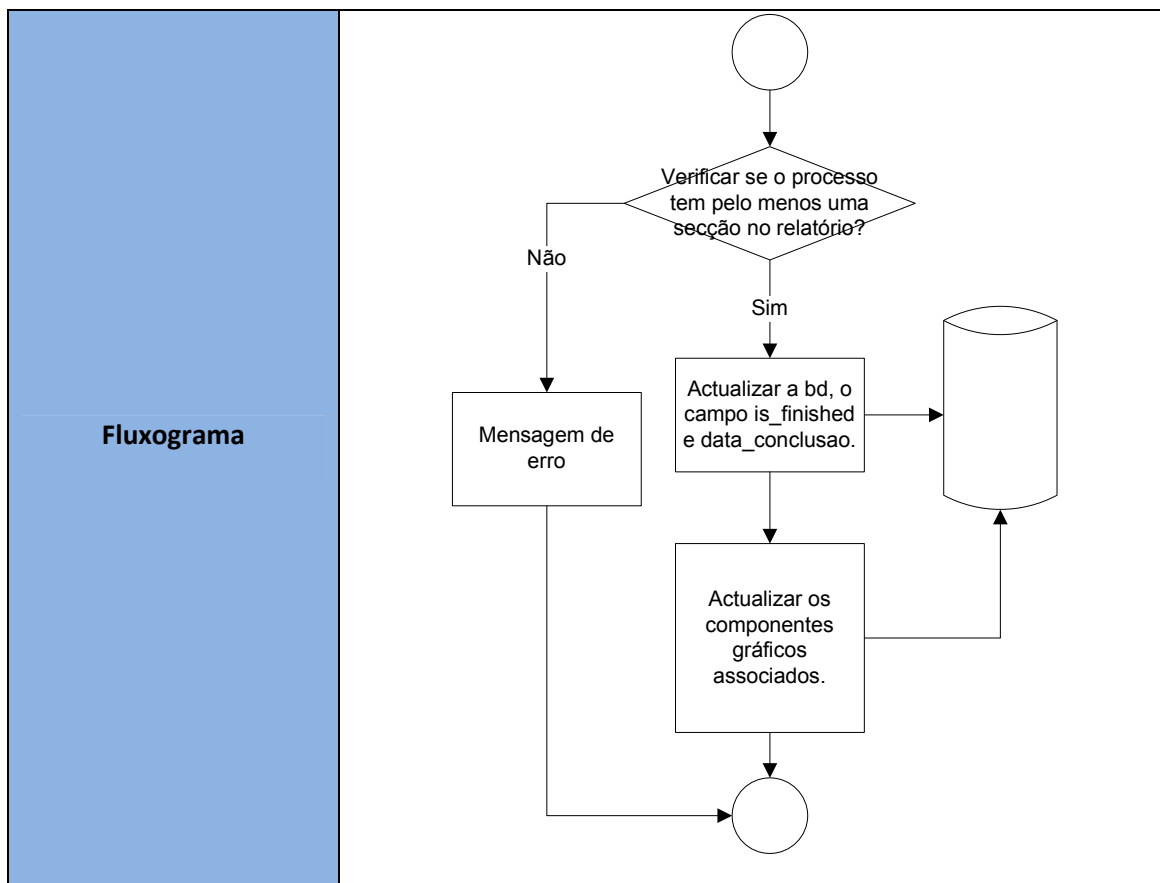 Fluxograma
Verificar se o processo
tem pelo menos uma
secção no relatório?
Não
Sim
Actualizar a bd, o
campo is_finished
e data_conclusao.
Mensagem de
erro
Actualizar os
componentes
gráficos
associados.